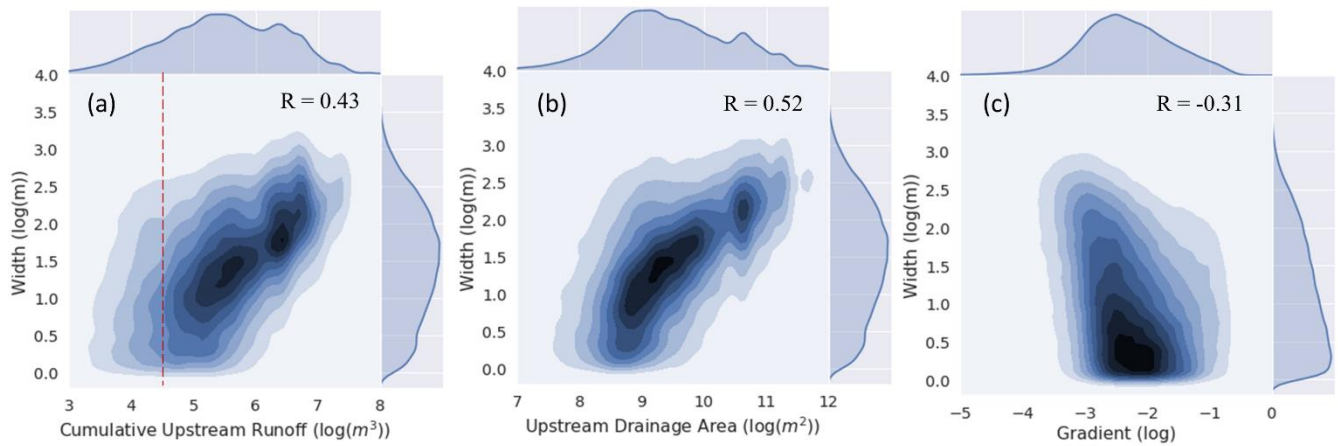 (a)
R = 0.43
4.0
3.5
3.0
2.5
2.0
1.5
1.0
0.5
0.0
Width (log(m))
3 4 5 6 7 8
Cumulative Upstream Runoff (log(m³))
(b)
R = 0.52
4.0
3.5
3.0
2.5
2.0
1.5
1.0
0.5
0.0
Width (log(m))
7 8 9 10 11 12
Upstream Drainage Area (log(m²))
(c)
R = -0.31
4.0
3.5
3.0
2.5
2.0
1.5
1.0
0.5
0.0
Width (log(m))
−5 −4 −3 −2 −1 0
Gradient (log)